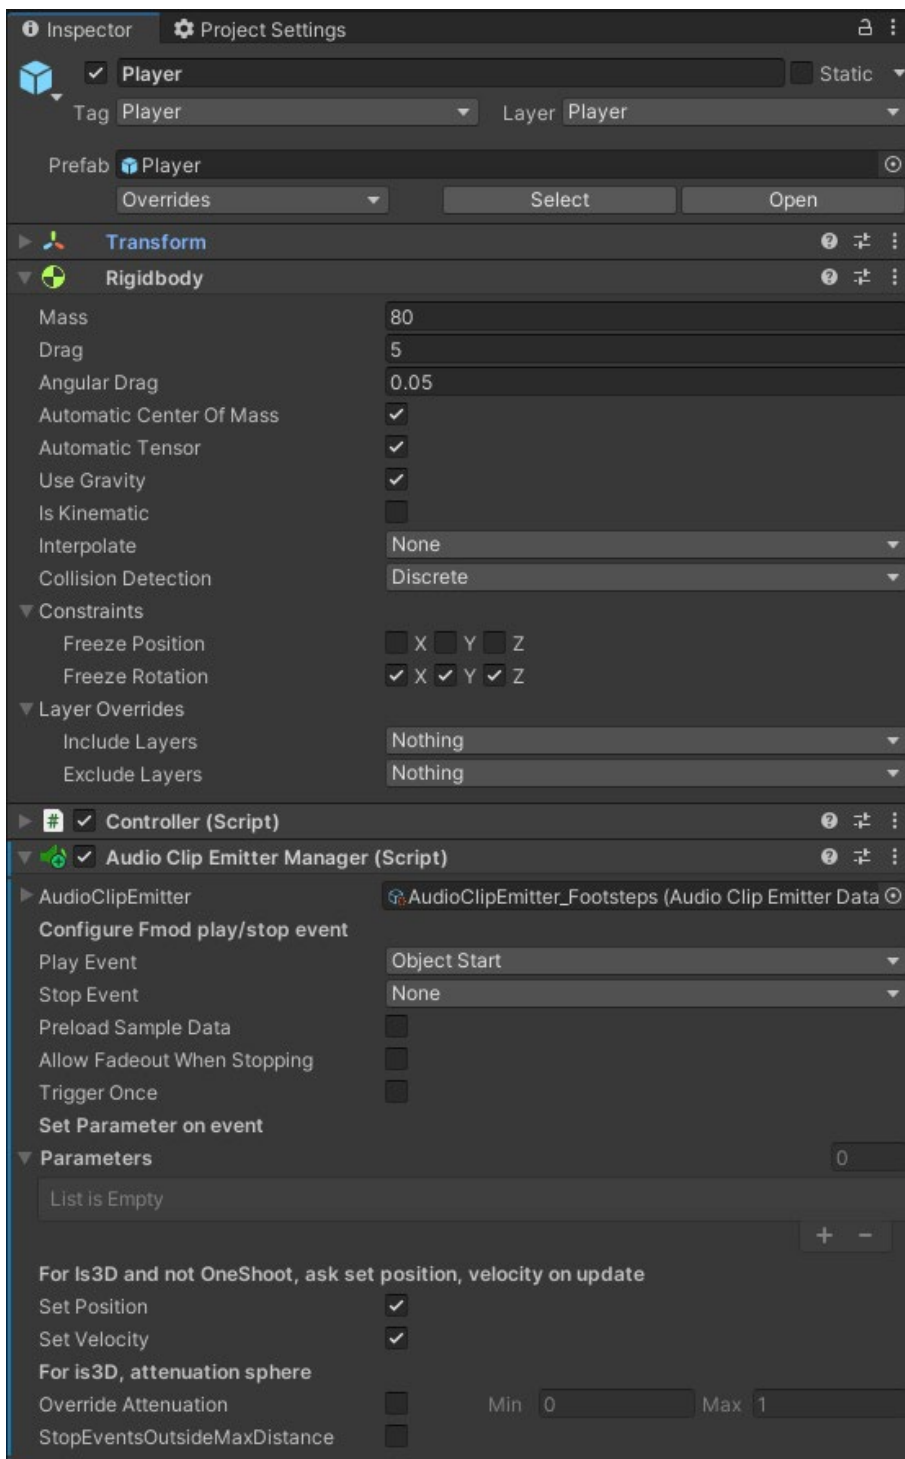 Inspector Project Settings
Player Static
Tag Player Layer Player
Prefab Player
Overrides Select Open
Transform
Rigidbody
Mass 80
Drag 5
Angular Drag 0.05
Automatic Center Of Mass
Automatic Tensor
Use Gravity
Is Kinematic
Interpolate None
Collision Detection Discrete
Constraints
Freeze Position X Y Z
Freeze Rotation X Y Z
Layer Overrides
Include Layers Nothing
Exclude Layers Nothing
# Controller (Script)
Audio Clip Emitter Manager (Script)
AudioClipEmitter AudioClipEmitter_Footsteps (Audio Clip Emitter Data
Configure Fmod play/stop event
Play Event Object Start
Stop Event None
Preload Sample Data
Allow Fadeout When Stopping
Trigger Once
Set Parameter on event
Parameters 0
List is Empty
+ −
For Is3D and not OneShoot, ask set position, velocity on update
Set Position
Set Velocity
For is3D, attenuation sphere
Override Attenuation Min 0 Max 1
StopEventsOutsideMaxDistance